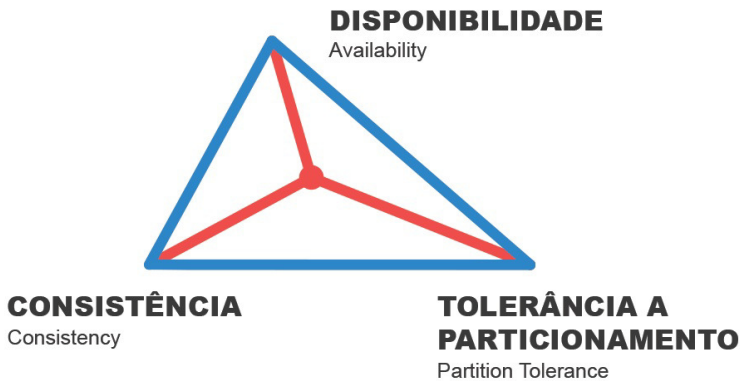 DISPONIBILIDADE
Availability
CONSISTÊNCIA
Consistency
TOLERÂNCIA A
PARTICIONAMENTO
Partition Tolerance